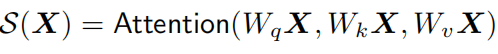 𝒮(𝑿) = Attention(W_q𝑿, W_k𝑿, W_v𝑿)